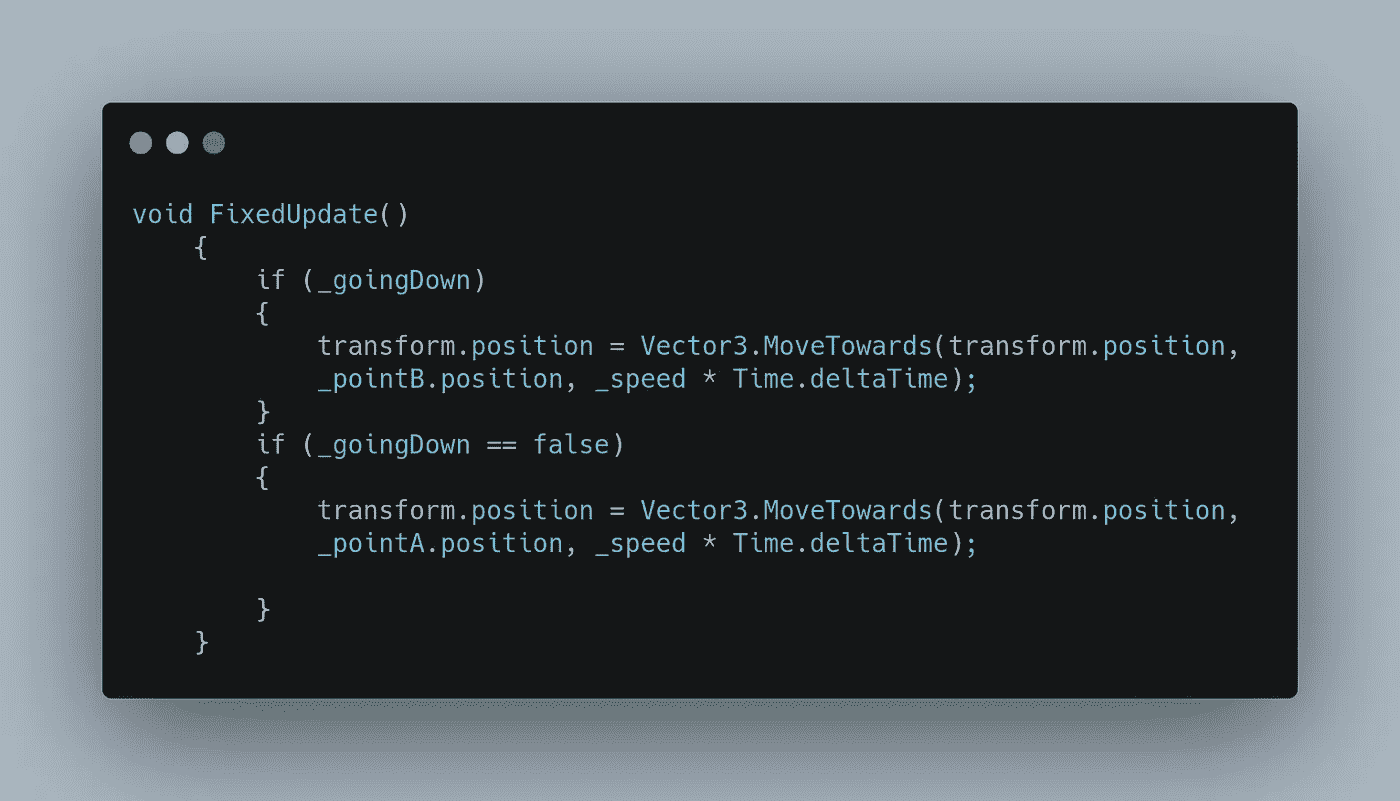 void FixedUpdate()
    {
        if (_goingDown)
        {
            transform.position = Vector3.MoveTowards(transform.position,
            _pointB.position, _speed * Time.deltaTime);
        }
        if (_goingDown == false)
        {
            transform.position = Vector3.MoveTowards(transform.position,
            _pointA.position, _speed * Time.deltaTime);

        }
    }